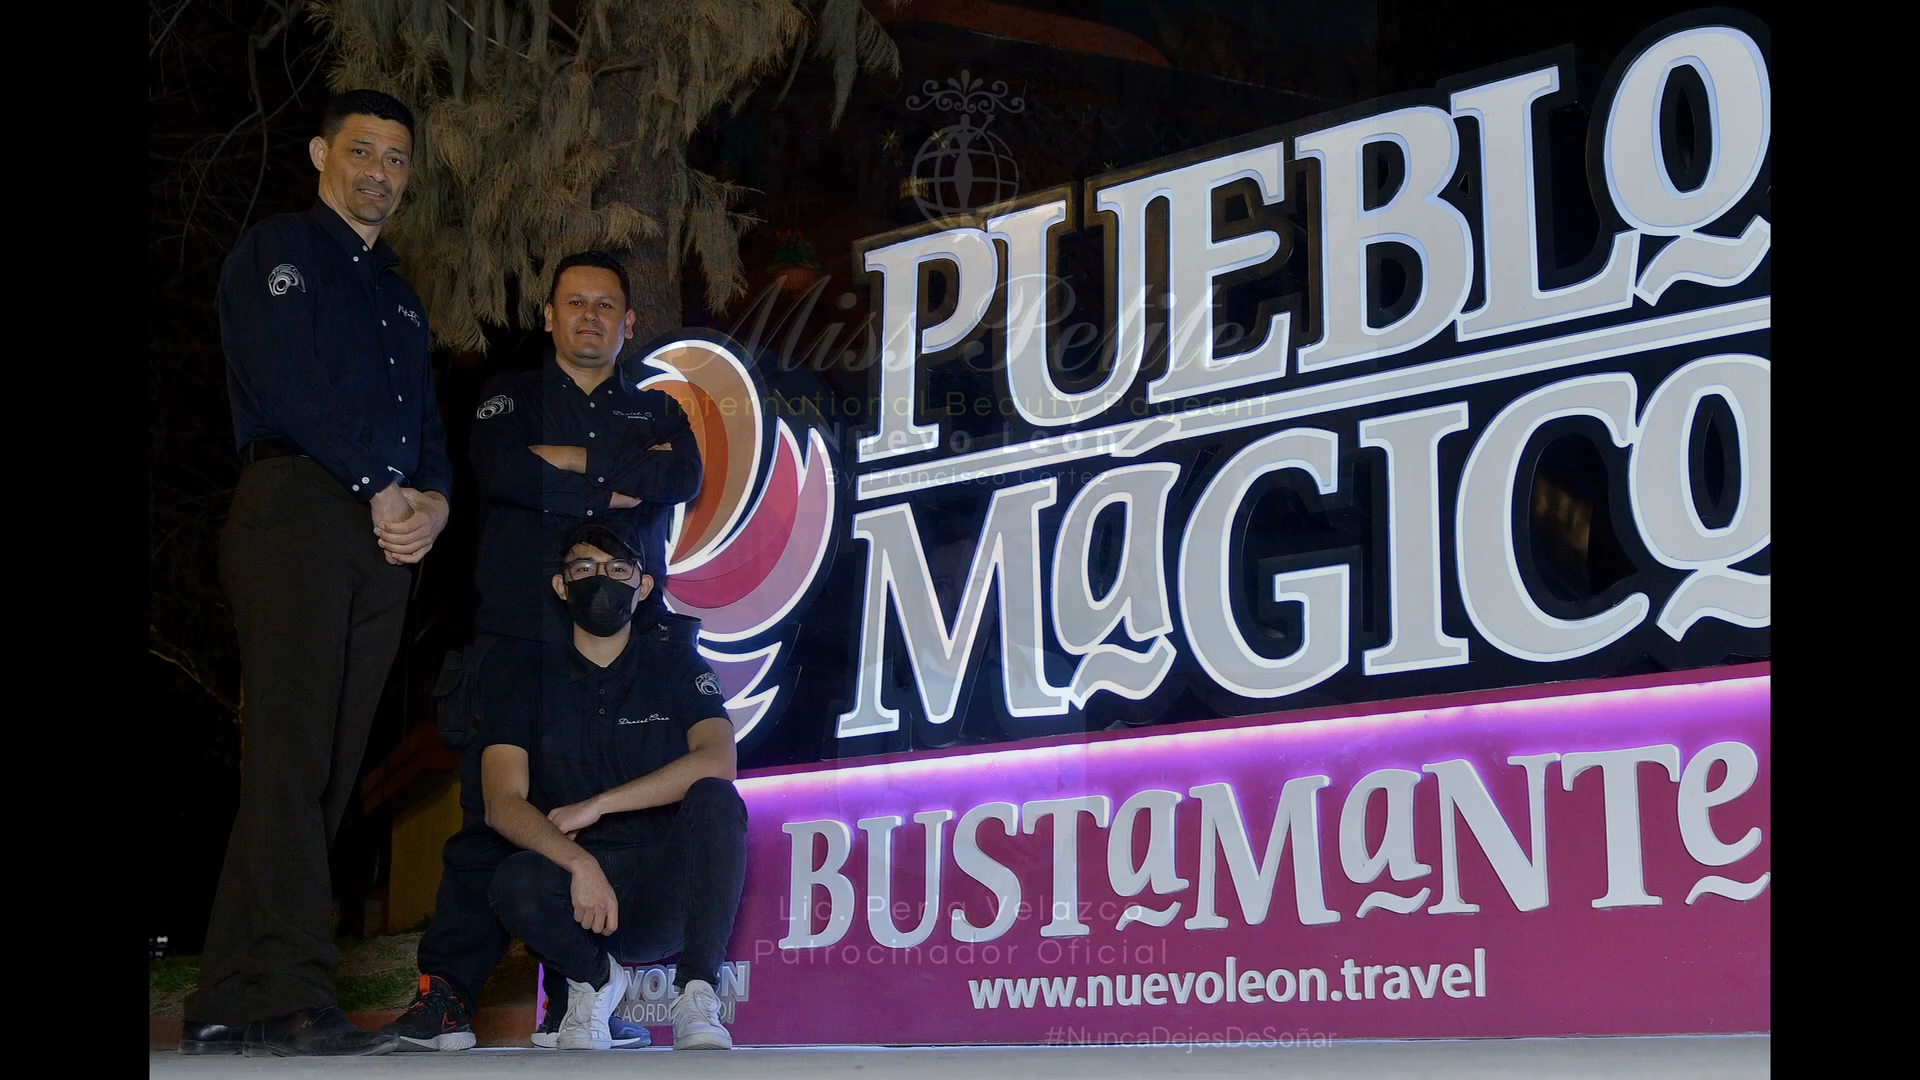 PUEBLO
MáGICO
BUSTaMaNTe
www.nuevoleon.travel
Miss Petite
International Beauty Pageant
Nuevo León
By Francisco Cortez
Lic. Perla Velazco
Patrocinador Oficial
#NuncaDejesDeSoñar